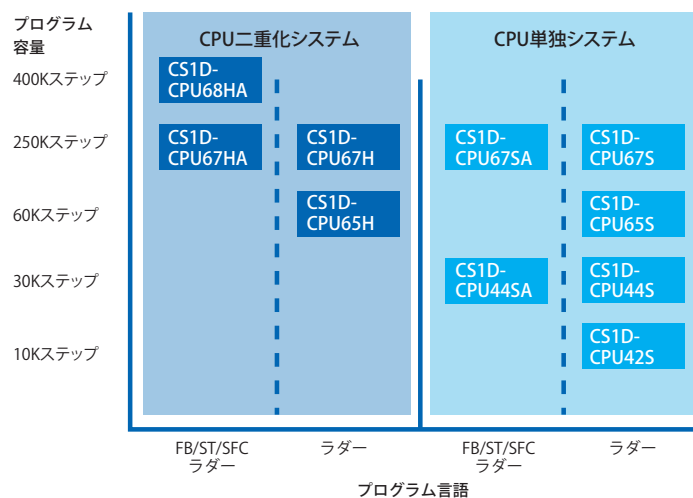 プログラム
容量
CPU二重化システム
CPU単独システム
400Kステップ
CS1D-
CPU68HA
250Kステップ
CS1D-
CPU67HA
CS1D-
CPU67H
CS1D-
CPU67SA
CS1D-
CPU67S
60Kステップ
CS1D-
CPU65H
CS1D-
CPU65S
30Kステップ
CS1D-
CPU44SA
CS1D-
CPU44S
10Kステップ
CS1D-
CPU42S
FB/ST/SFC
ラダー
ラダー
FB/ST/SFC
ラダー
ラダー
プログラム言語